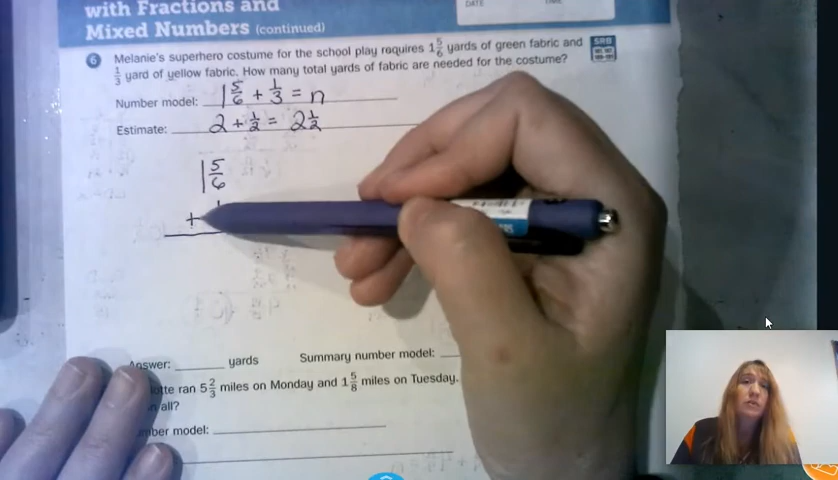 with Fractions and
Mixed Numbers (continued)
DATE
SRB
6 Melanie's superhero costume for the school play requires 1 5/6 yards of green fabric and
1/3 yard of yellow fabric. How many total yards of fabric are needed for the costume?
Number model: 1 5/6 + 1/3 = n
Estimate: 2 + 1/2 = 2 1/2
1 5/6
+
Answer: ______ yards Summary number model:
ran 5 2/3 miles on Monday and 1 5/8 miles on Tuesday.
all?
model: